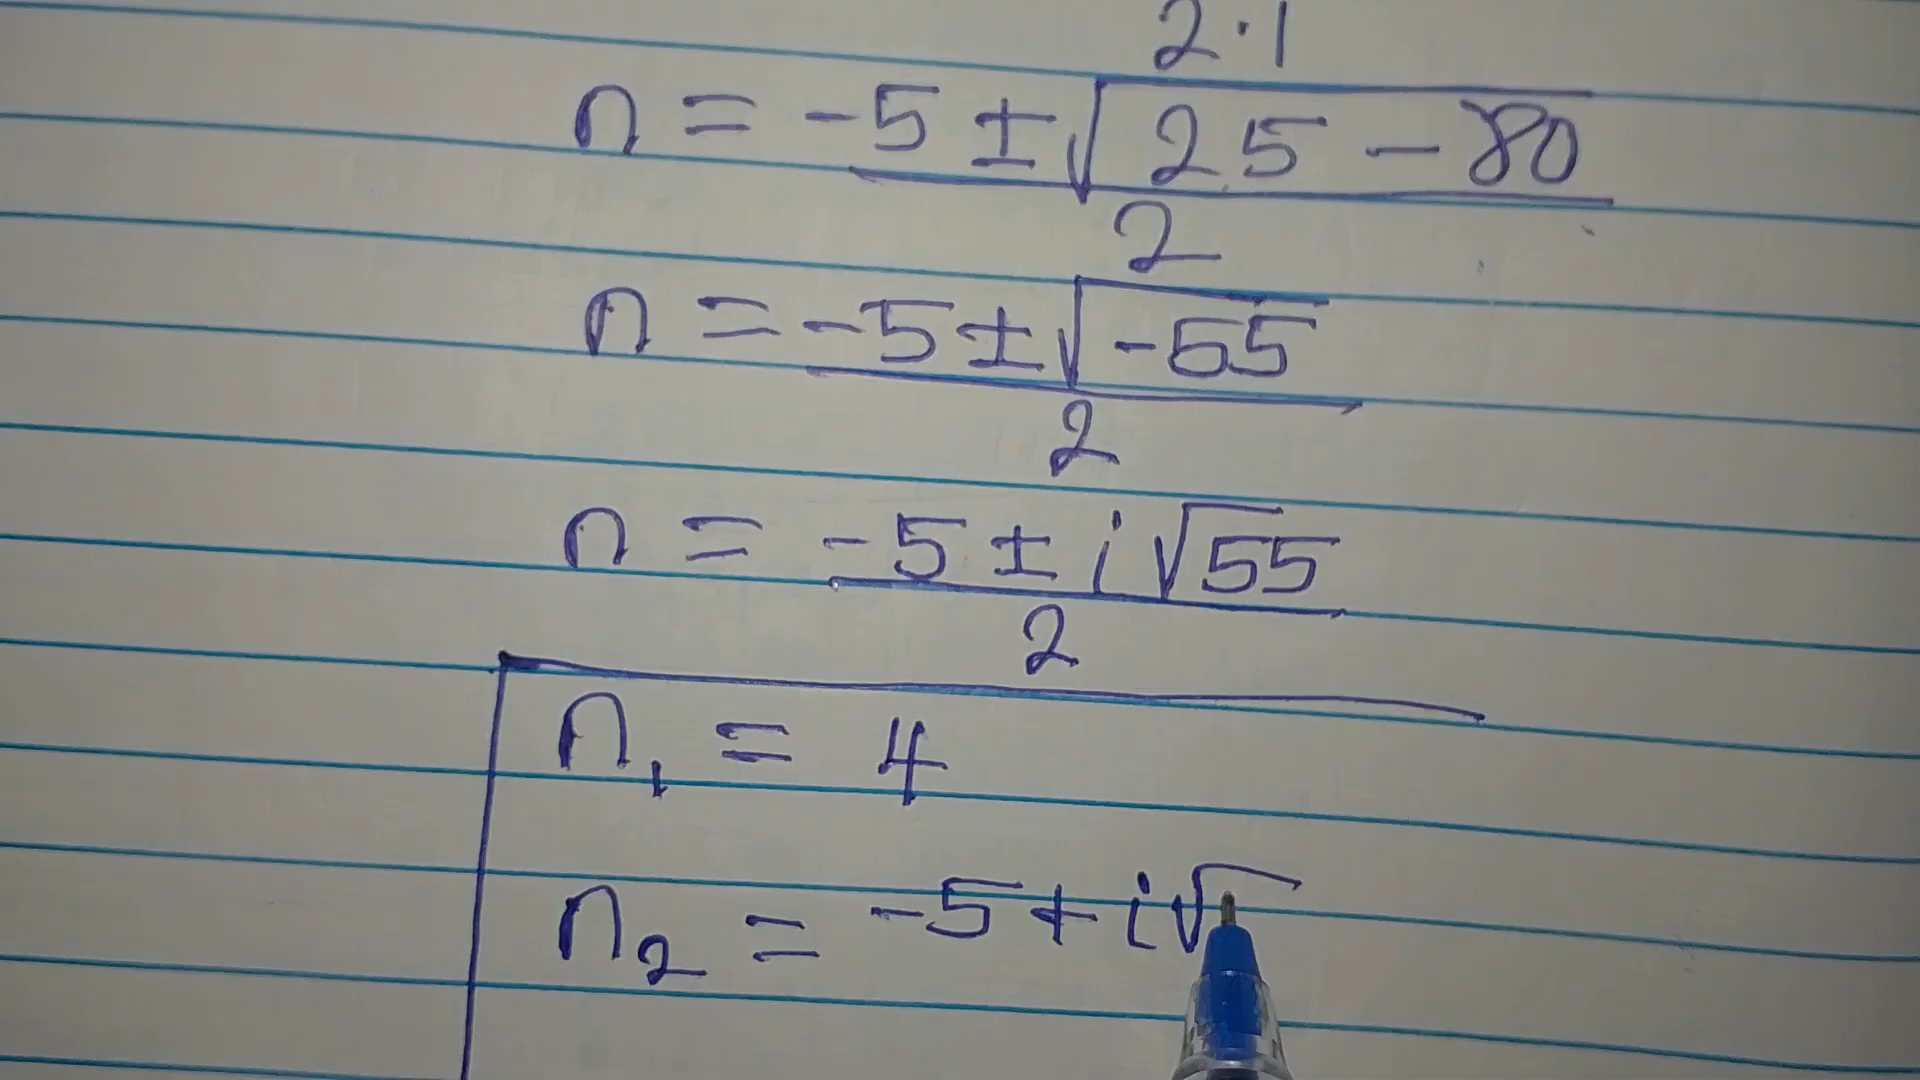 2·1
n = -5 ± √25 - 80
2
n = -5 ± √-55
2
n = -5 ± i√55
2
n₁ = 4
n₂ = -5 + i√